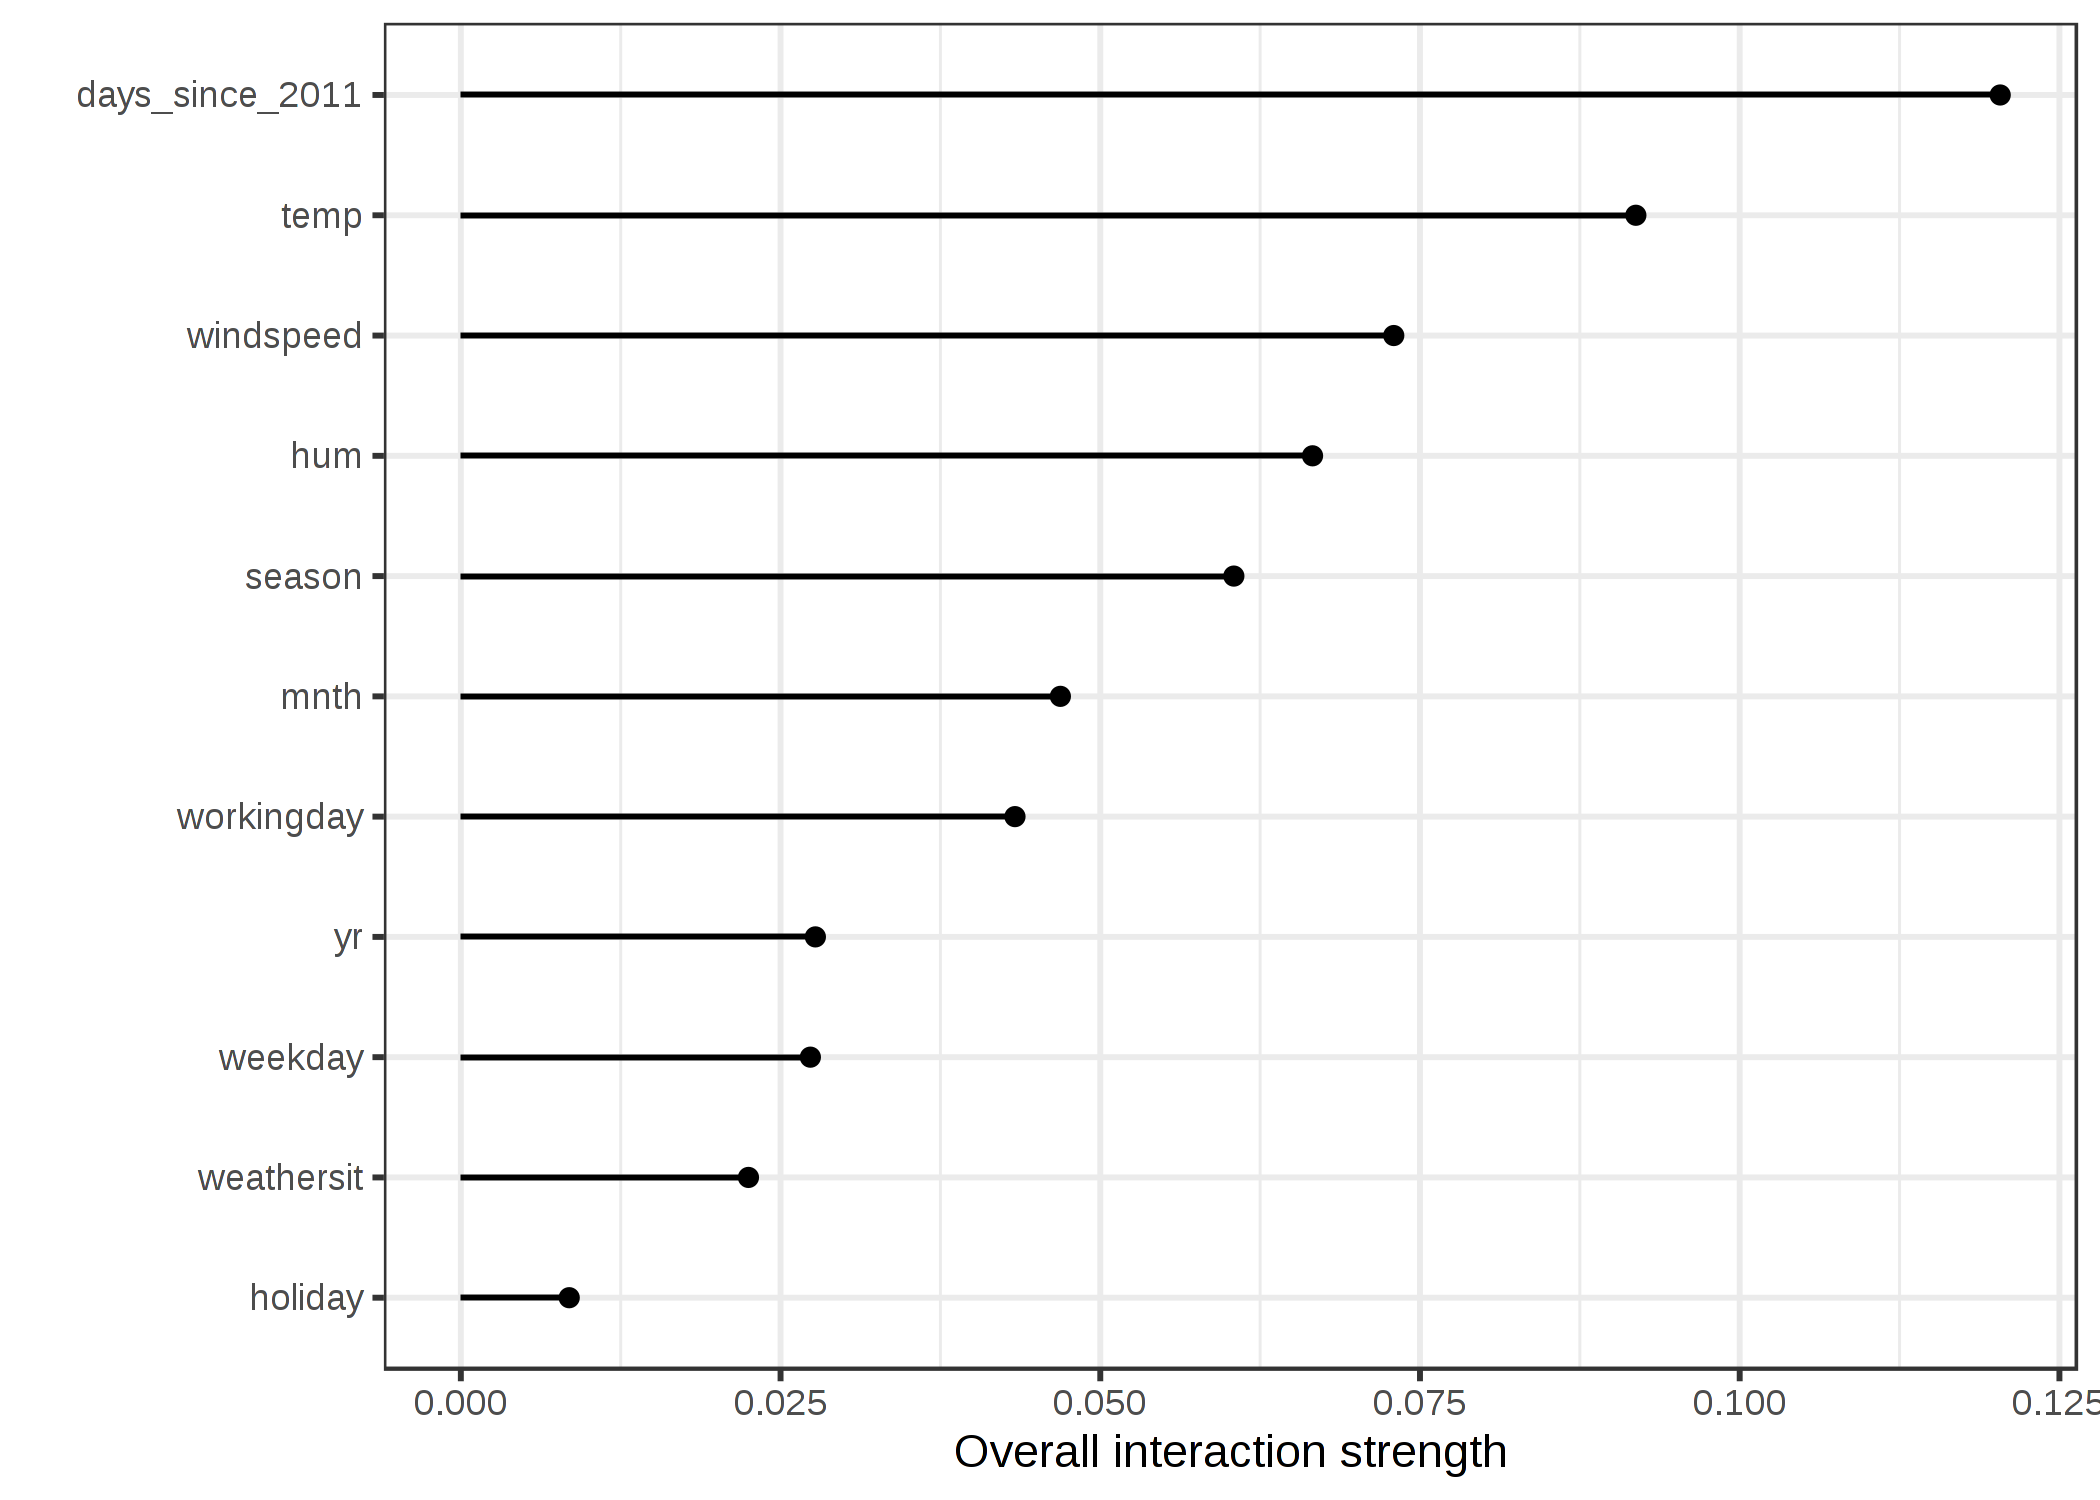 days_since_2011
temp
windspeed
hum
season
mnth
workingday
yr
weekday
weathersit
holiday
0.000 0.025 0.050 0.075 0.100 0.125
Overall interaction strength